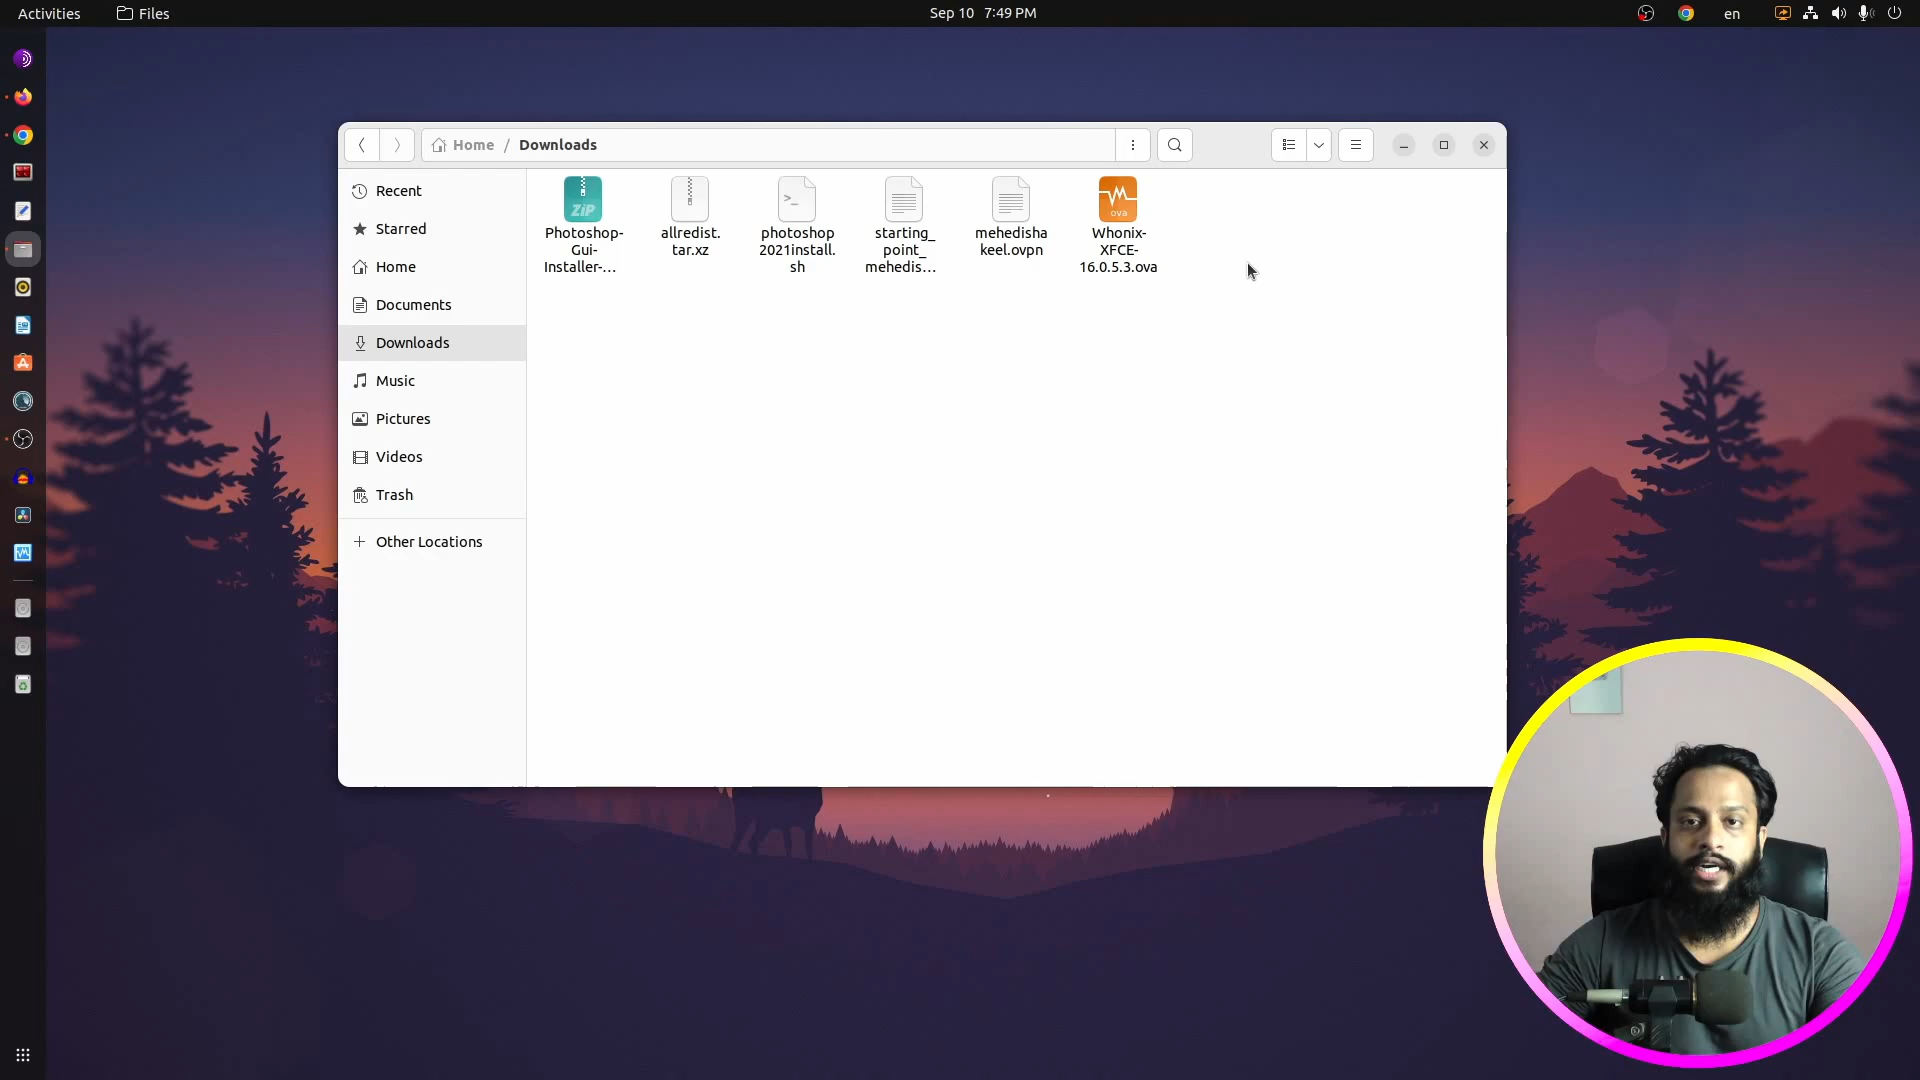 Activities
Files
Sep 10 7:49 PM
en
Home / Downloads
Recent
Starred
Home
Documents
Downloads
Music
Pictures
Videos
Trash
Other Locations
ZIP
Photoshop-
Gui-
Installer-...
allredist.
tar.xz
>_
photoshop
2021install.
sh
starting_
point_
mehedis...
mehedisha
keel.ovpn
ova
Whonix-
XFCE-
16.0.5.3.ova